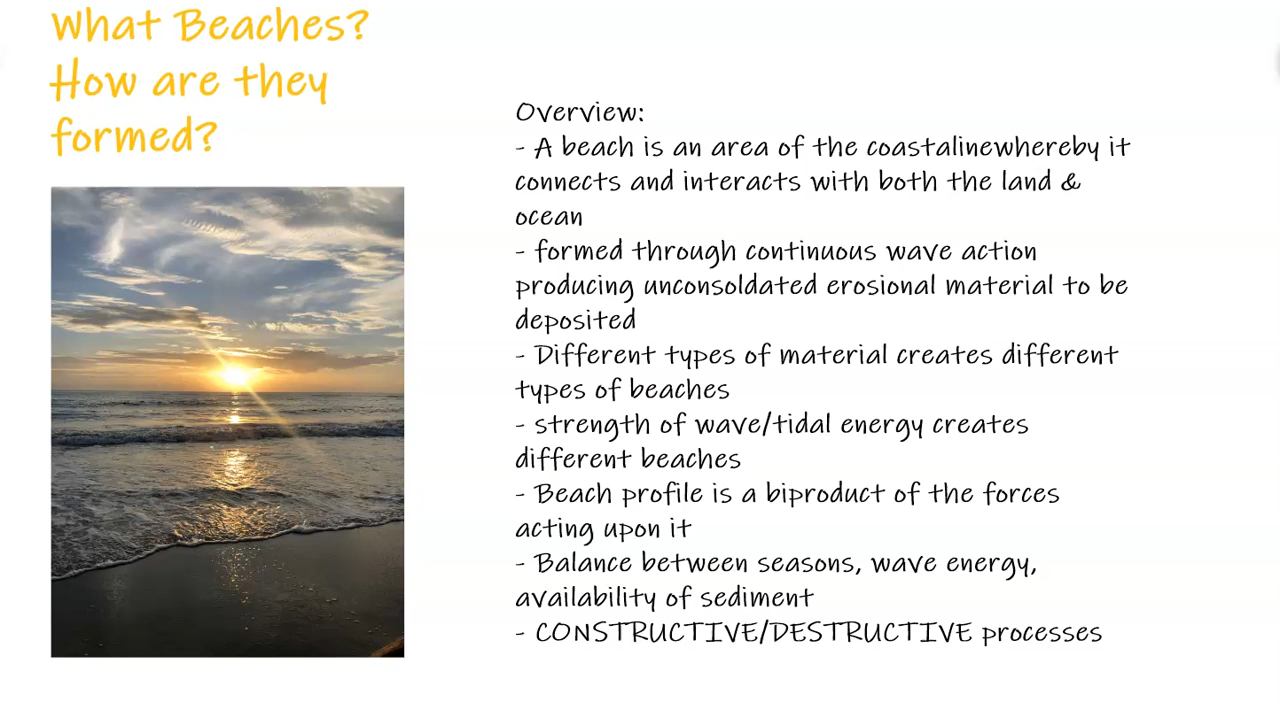 What Beaches?
How are they
formed?
Overview:
- A beach is an area of the coastalinewhereby it
connects and interacts with both the land &
ocean
- formed through continuous wave action
producing unconsoldated erosional material to be
deposited
- Different types of material creates different
types of beaches
- strength of wave/tidal energy creates
different beaches
- Beach profile is a biproduct of the forces
acting upon it
- Balance between seasons, wave energy,
availability of sediment
- CONSTRUCTIVE/DESTRUCTIVE processes